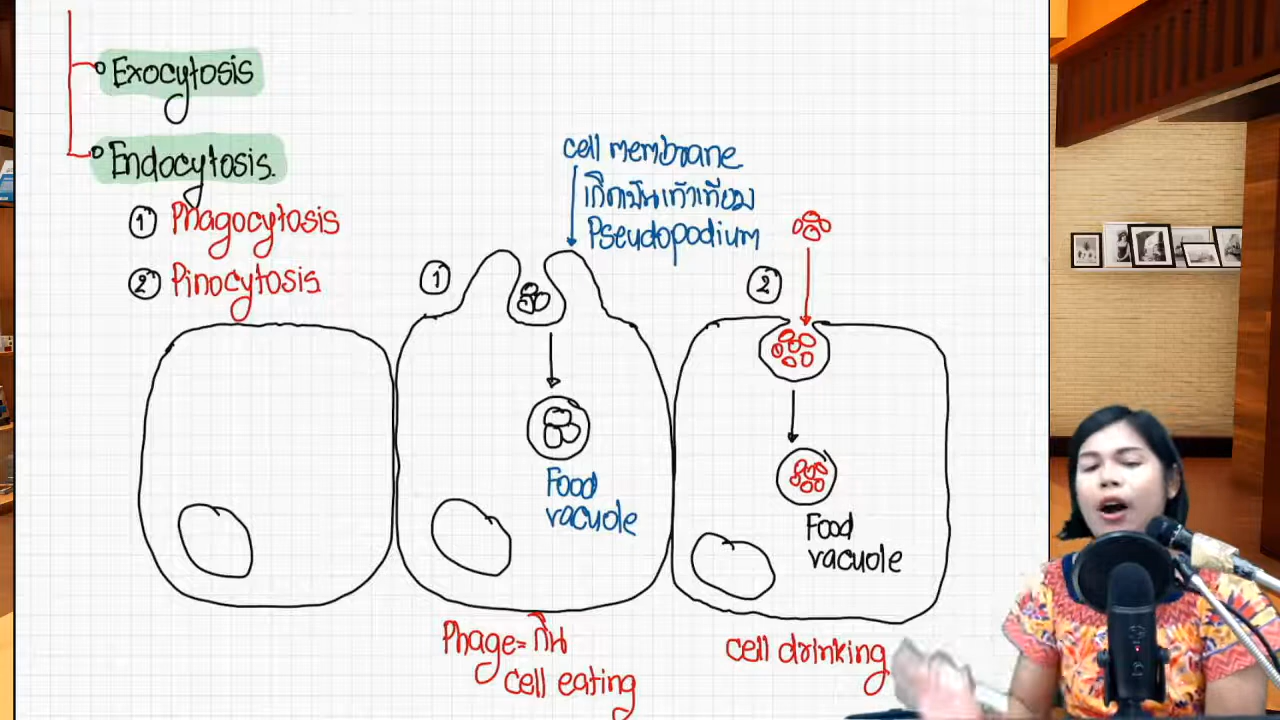 Exocytosis
Endocytosis.
① Phagocytosis
② Pinocytosis
cell membrane
เกิดเป็นเท้าเทียม
Pseudopodium
①
②
Food
vacuole
Food
vacuole
Phage = กิน
cell eating
cell drinking